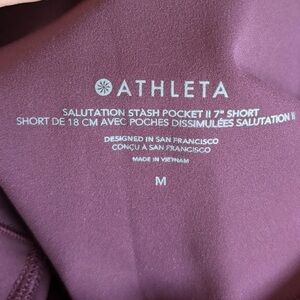 ATHLETA
SALUTATION STASH POCKET II 7" SHORT
SHORT DE 18 CM AVEC POCHES DISSIMULÉES SALUTATION II
DESIGNED IN SAN FRANCISCO
CONÇU À SAN FRANCISCO
MADE IN VIETNAM
M